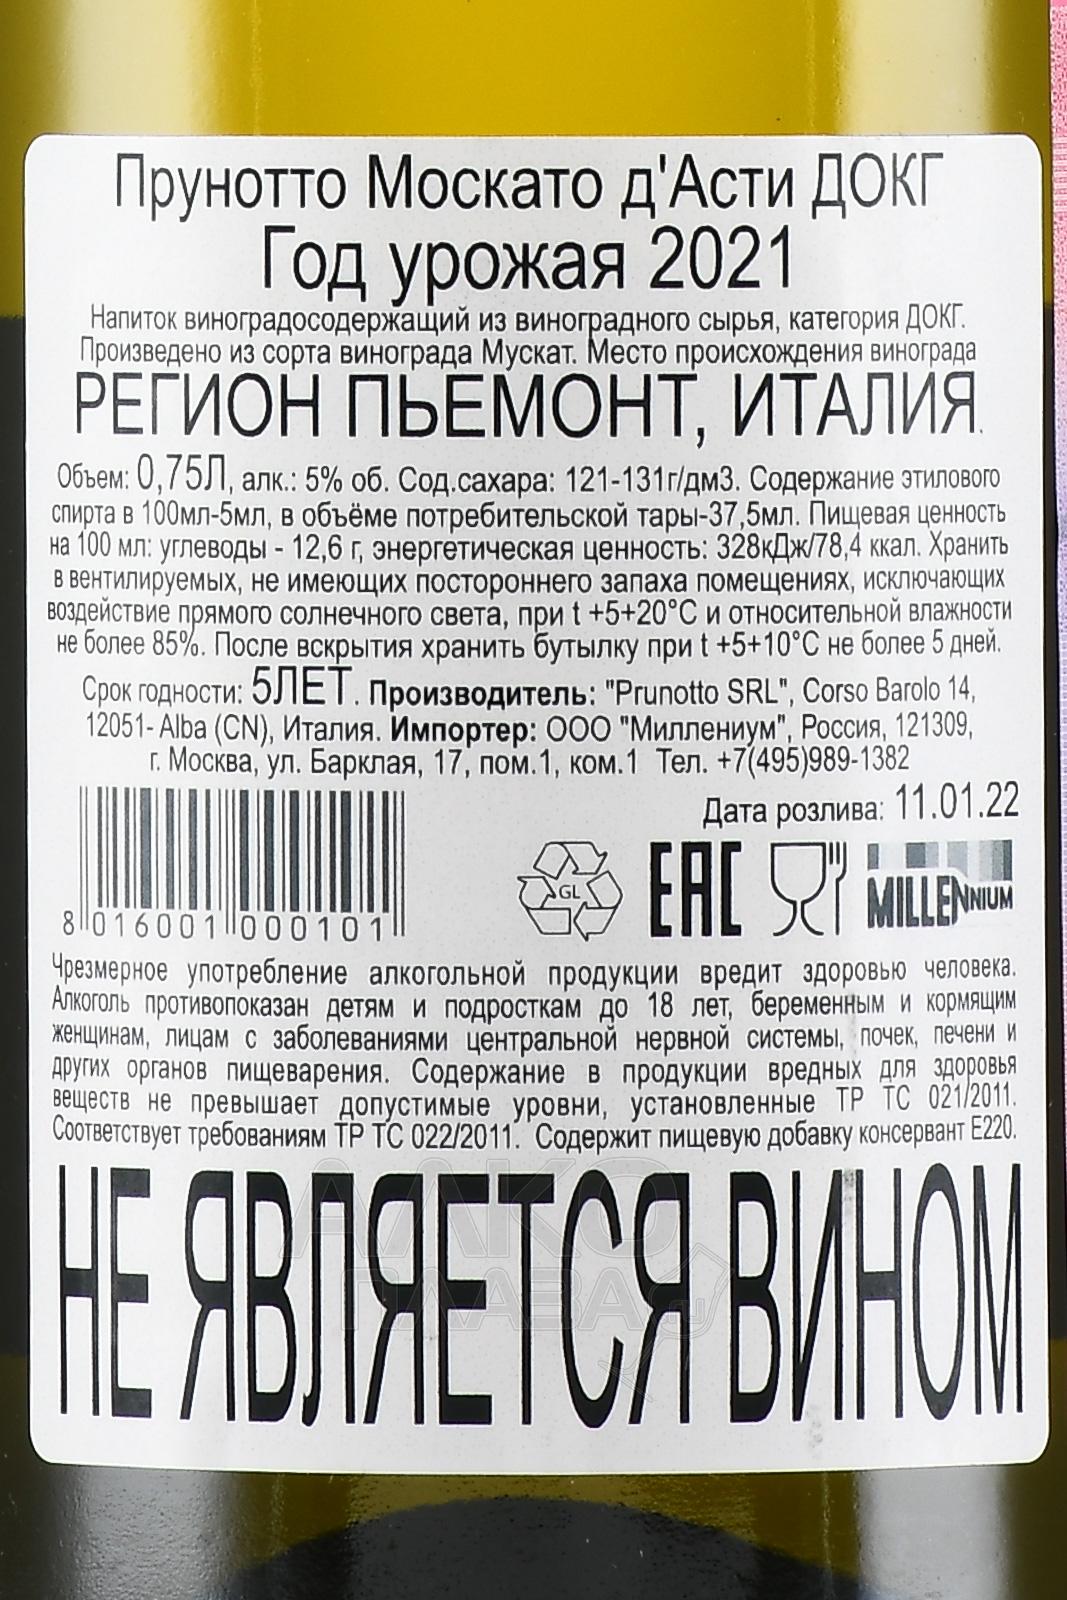 Прунотто Москато д'Асти ДОКГ
Год урожая 2021
Напиток виноградосодержащий из виноградного сырья, категория ДОКГ.
Произведено из сорта винограда Мускат. Место происхождения винограда
РЕГИОН ПЬЕМОНТ, ИТАЛИЯ.
Объем: 0,75Л, алк.: 5% об. Сод.сахара: 121-131г/дм3. Содержание этилового
спирта в 100мл-5мл, в объёме потребительской тары-37,5мл. Пищевая ценность
на 100 мл: углеводы - 12,6 г, энергетическая ценность: 328кДж/78,4 ккал. Хранить
в вентилируемых, не имеющих постороннего запаха помещениях, исключающих
воздействие прямого солнечного света, при t +5+20°С и относительной влажности
не более 85%. После вскрытия хранить бутылку при t +5+10°С не более 5 дней.
Срок годности: 5ЛЕТ. Производитель: "Prunotto SRL", Corso Barolo 14,
12051- Alba (CN), Италия. Импортер: ООО "Миллениум", Россия, 121309,
г. Москва, ул. Барклая, 17, пом.1, ком.1 Тел. +7(495)989-1382
Дата розлива: 11.01.22
GL EAC MILLENNIUM
8 016001 000101
Чрезмерное употребление алкогольной продукции вредит здоровью человека.
Алкоголь противопоказан детям и подросткам до 18 лет, беременным и кормящим
женщинам, лицам с заболеваниями центральной нервной системы, почек, печени и
других органов пищеварения. Содержание в продукции вредных для здоровья
веществ не превышает допустимые уровни, установленные ТР ТС 021/2011.
Соответствует требованиям ТР ТС 022/2011. Содержит пищевую добавку консервант Е220.
НЕ ЯВЛЯЕТСЯ ВИНОМ
АЛКО
ПЛАВА.ru